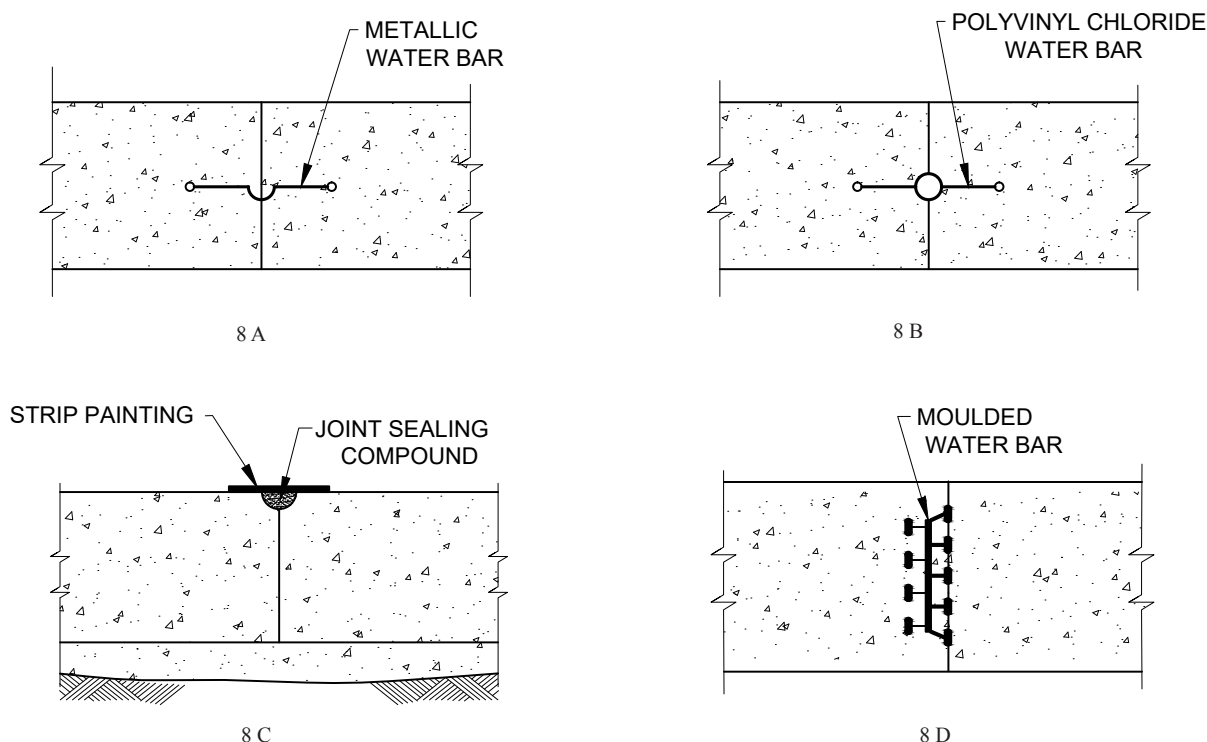 METALLIC
WATER BAR
8 A
POLYVINYL CHLORIDE
WATER BAR
8 B
STRIP PAINTING
JOINT SEALING
COMPOUND
8 C
MOULDED
WATER BAR
8 D